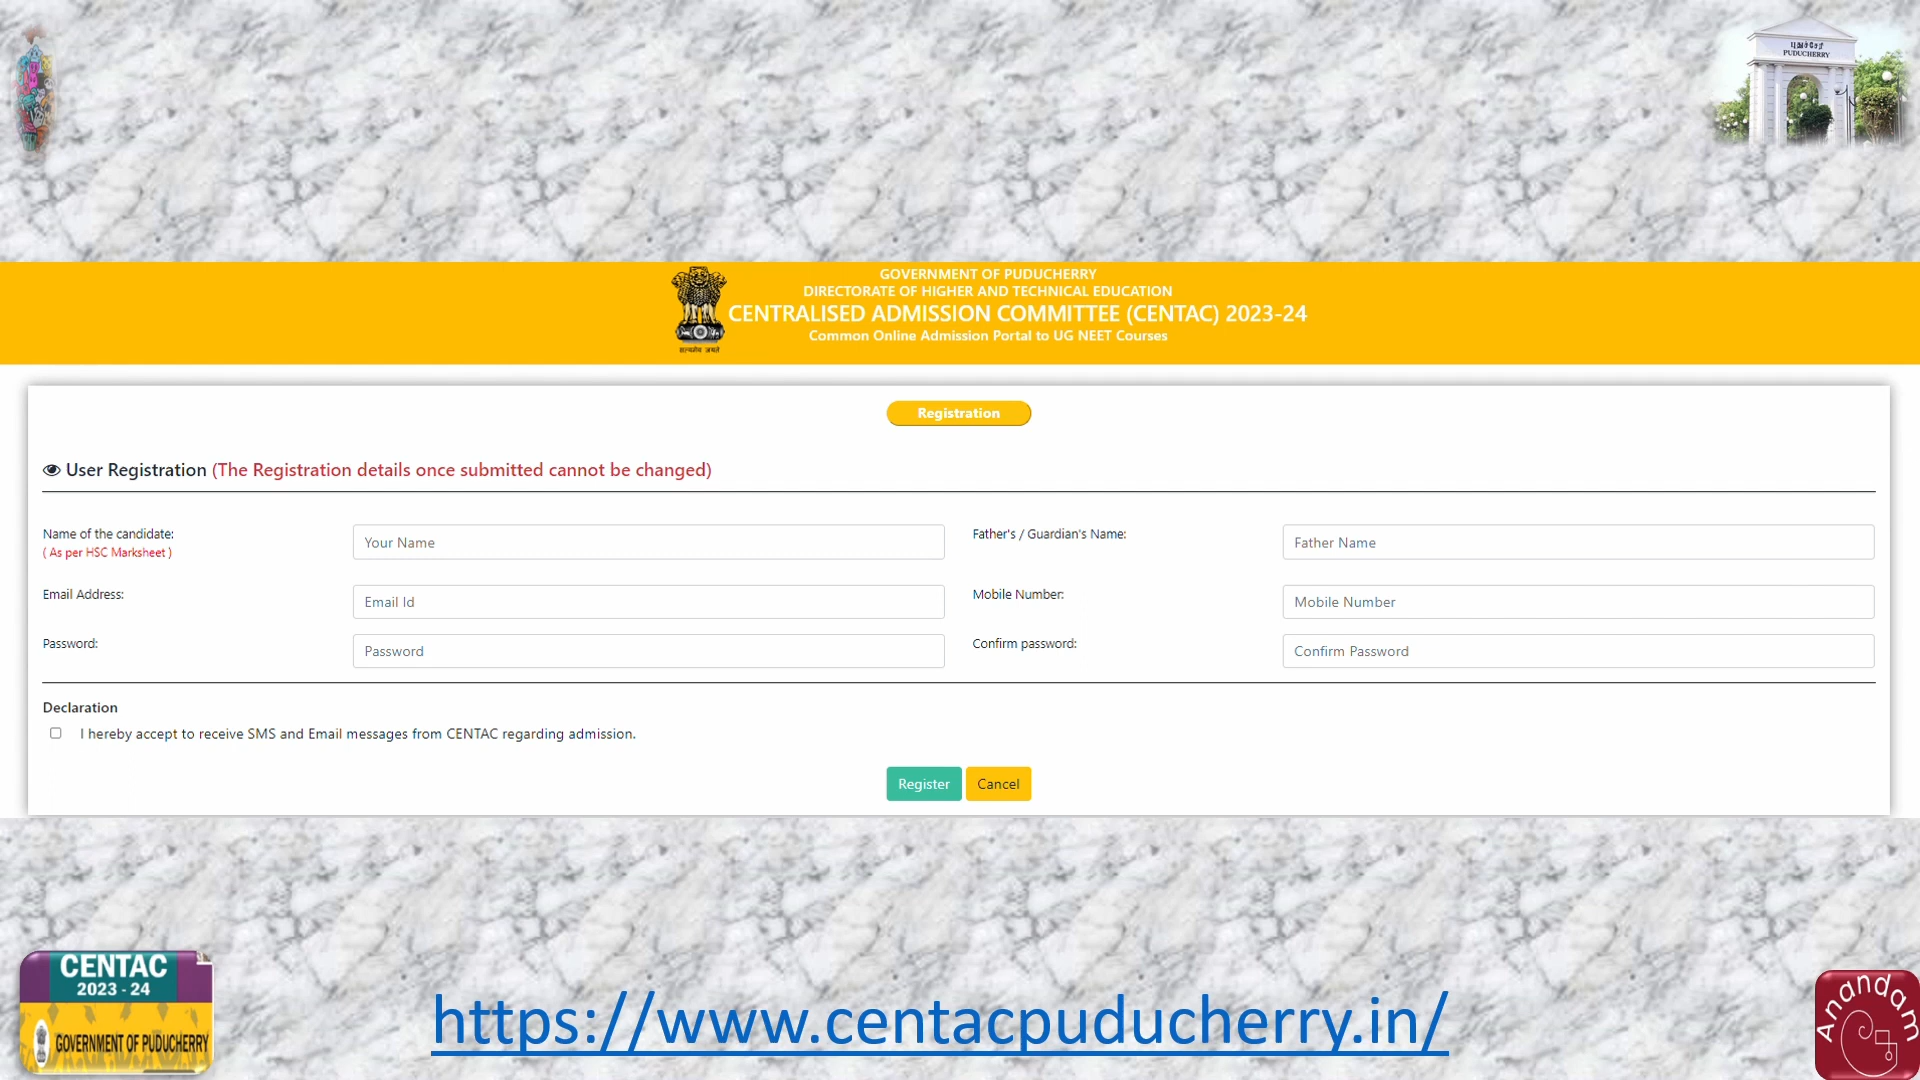 புதுச்சேரி
PUDUCHERRY
GOVERNMENT OF PUDUCHERRY
DIRECTORATE OF HIGHER AND TECHNICAL EDUCATION
CENTRALISED ADMISSION COMMITTEE (CENTAC) 2023-24
Common Online Admission Portal to UG NEET Courses
सत्यमेव जयते
Registration
User Registration (The Registration details once submitted cannot be changed)
Name of the candidate:
( As per HSC Marksheet )
Your Name
Father's / Guardian's Name:
Father Name
Email Address:
Email Id
Mobile Number:
Mobile Number
Password:
Password
Confirm password:
Confirm Password
Declaration
I hereby accept to receive SMS and Email messages from CENTAC regarding admission.
Register
Cancel
CENTAC
2023 - 24
GOVERNMENT OF PUDUCHERRY
https://www.centacpuducherry.in/
Anandam